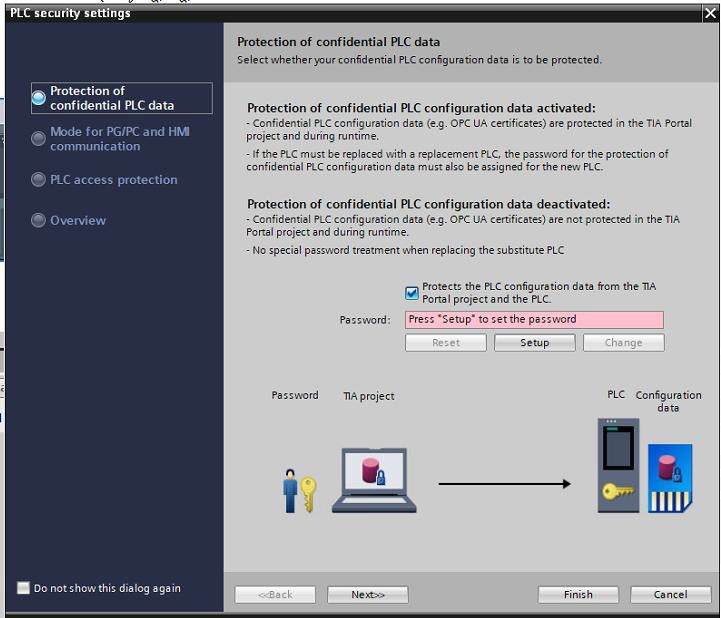 PLC security settings
Protection of
confidential PLC data
Mode for PG/PC and HMI
communication
PLC access protection
Overview
Do not show this dialog again
Protection of confidential PLC data
Select whether your confidential PLC configuration data is to be protected.
Protection of confidential PLC configuration data activated:
- Confidential PLC configuration data (e.g. OPC UA certificates) are protected in the TIA Portal
project and during runtime.
- If the PLC must be replaced with a replacement PLC, the password for the protection of
confidential PLC configuration data must also be assigned for the new PLC.
Protection of confidential PLC configuration data deactivated:
- Confidential PLC configuration data (e.g. OPC UA certificates) are not protected in the TIA
Portal project and during runtime.
- No special password treatment when replacing the substitute PLC
Protects the PLC configuration data from the TIA
Portal project and the PLC.
Password: Press "Setup" to set the password
Reset Setup Change
Password TIA project PLC Configuration
data
<<Back Next>> Finish Cancel